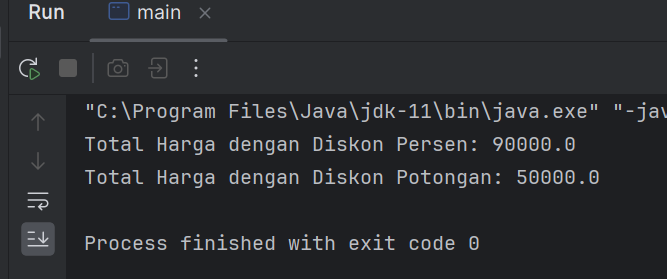 Run main
"C:\Program Files\Java\jdk-11\bin\java.exe" "-jav
Total Harga dengan Diskon Persen: 90000.0
Total Harga dengan Diskon Potongan: 50000.0
Process finished with exit code 0